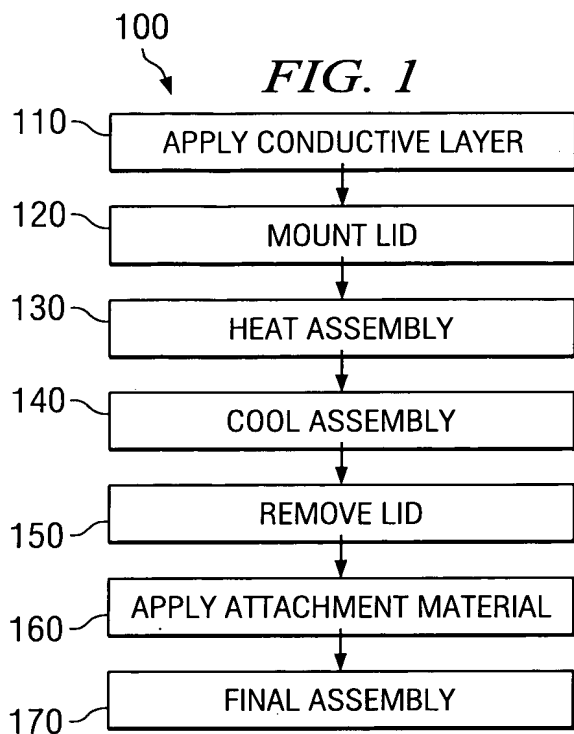 100
FIG. 1
110 APPLY CONDUCTIVE LAYER
120 MOUNT LID
130 HEAT ASSEMBLY
140 COOL ASSEMBLY
150 REMOVE LID
160 APPLY ATTACHMENT MATERIAL
170 FINAL ASSEMBLY